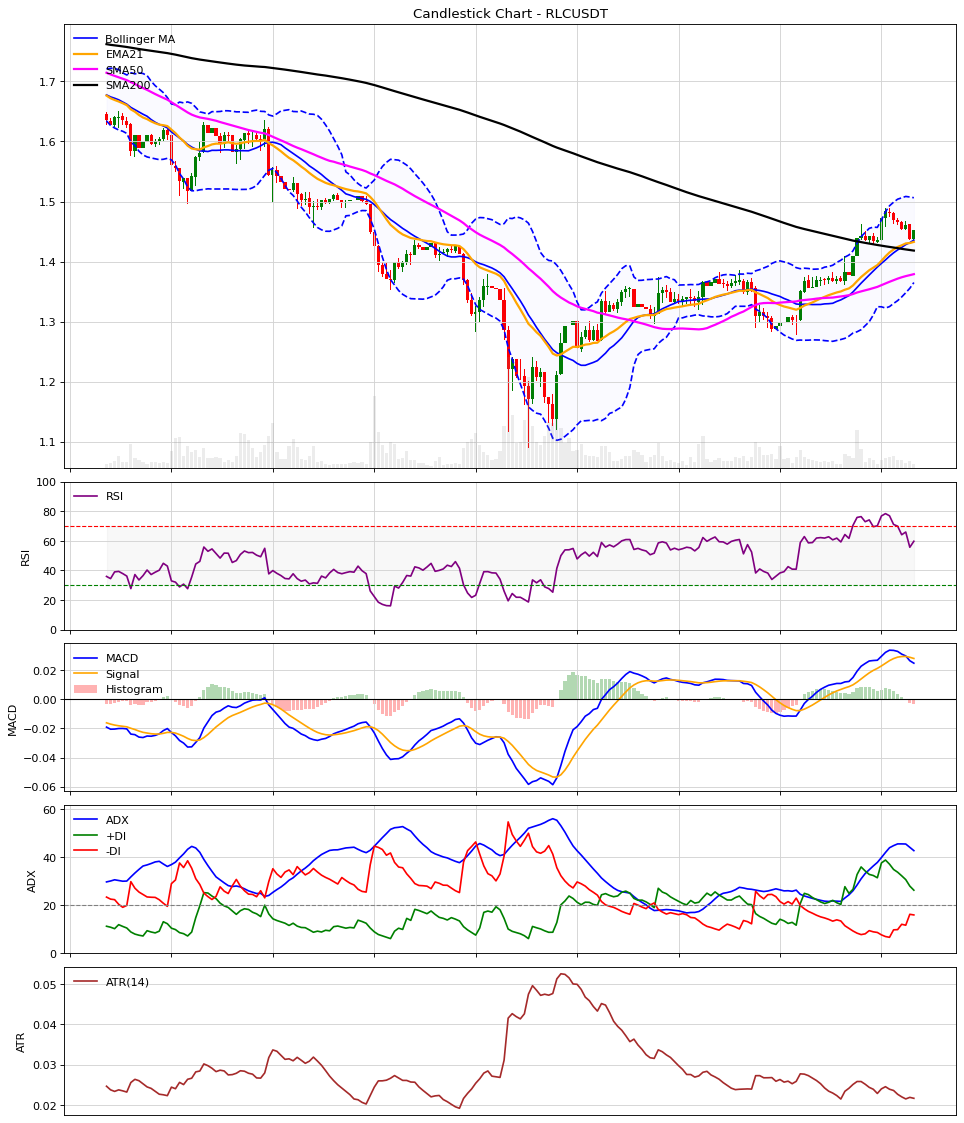 Candlestick Chart - RLCUSDT
Bollinger MA
EMA21
SMA50
SMA200
1.7
1.6
1.5
1.4
1.3
1.2
1.1
RSI
100
80
60
40
20
0
RSI
MACD
Signal
Histogram
0.02
0.00
−0.02
−0.04
−0.06
MACD
ADX
+DI
-DI
60
40
20
0
ADX
ATR(14)
0.05
0.04
0.03
0.02
ATR